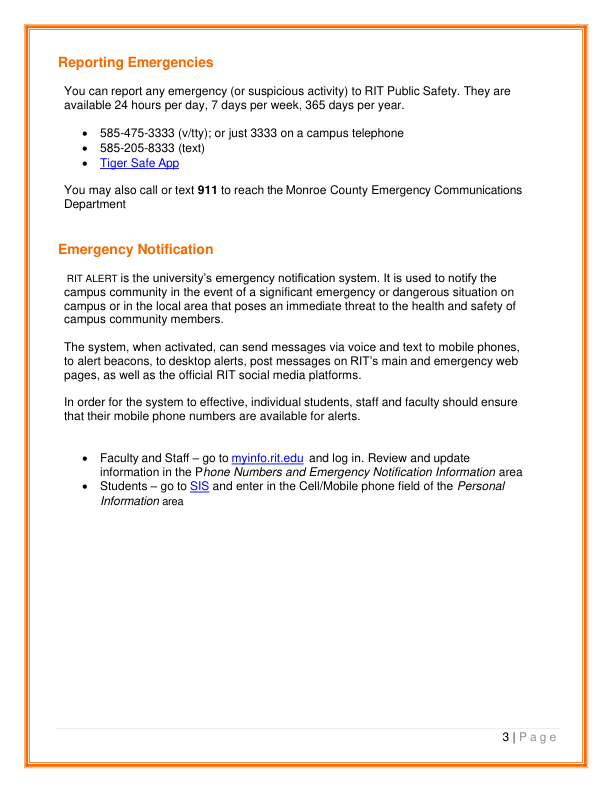 Reporting Emergencies
You can report any emergency (or suspicious activity) to RIT Public Safety. They are
available 24 hours per day, 7 days per week, 365 days per year.
• 585-475-3333 (v/tty); or just 3333 on a campus telephone
• 585-205-8333 (text)
• Tiger Safe App
You may also call or text 911 to reach the Monroe County Emergency Communications
Department
Emergency Notification
RIT ALERT is the university’s emergency notification system. It is used to notify the
campus community in the event of a significant emergency or dangerous situation on
campus or in the local area that poses an immediate threat to the health and safety of
campus community members.
The system, when activated, can send messages via voice and text to mobile phones,
to alert beacons, to desktop alerts, post messages on RIT’s main and emergency web
pages, as well as the official RIT social media platforms.
In order for the system to effective, individual students, staff and faculty should ensure
that their mobile phone numbers are available for alerts.
• Faculty and Staff – go to myinfo.rit.edu and log in. Review and update
information in the Phone Numbers and Emergency Notification Information area
• Students – go to SIS and enter in the Cell/Mobile phone field of the Personal
Information area
3 | P a g e